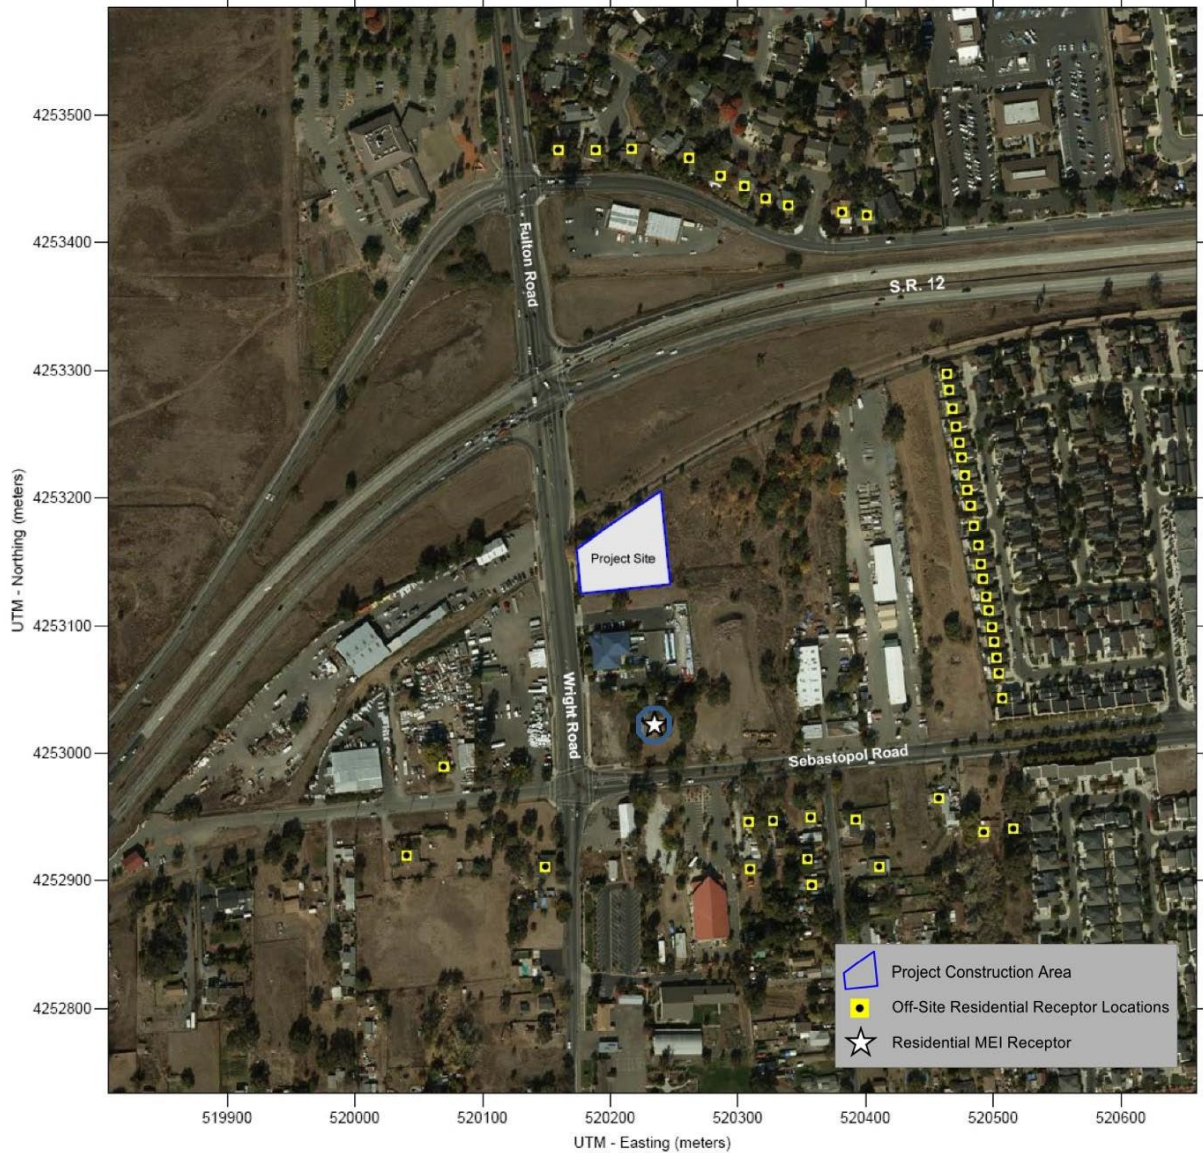 4253500
4253400
4253300
4253200
4253100
4253000
4252900
4252800
UTM - Northing (meters)
Fulton Road
S.R. 12
Project Site
Wright Road
Sebastopol Road
Project Construction Area
Off-Site Residential Receptor Locations
Residential MEI Receptor
519900 520000 520100 520200 520300 520400 520500 520600
UTM - Easting (meters)